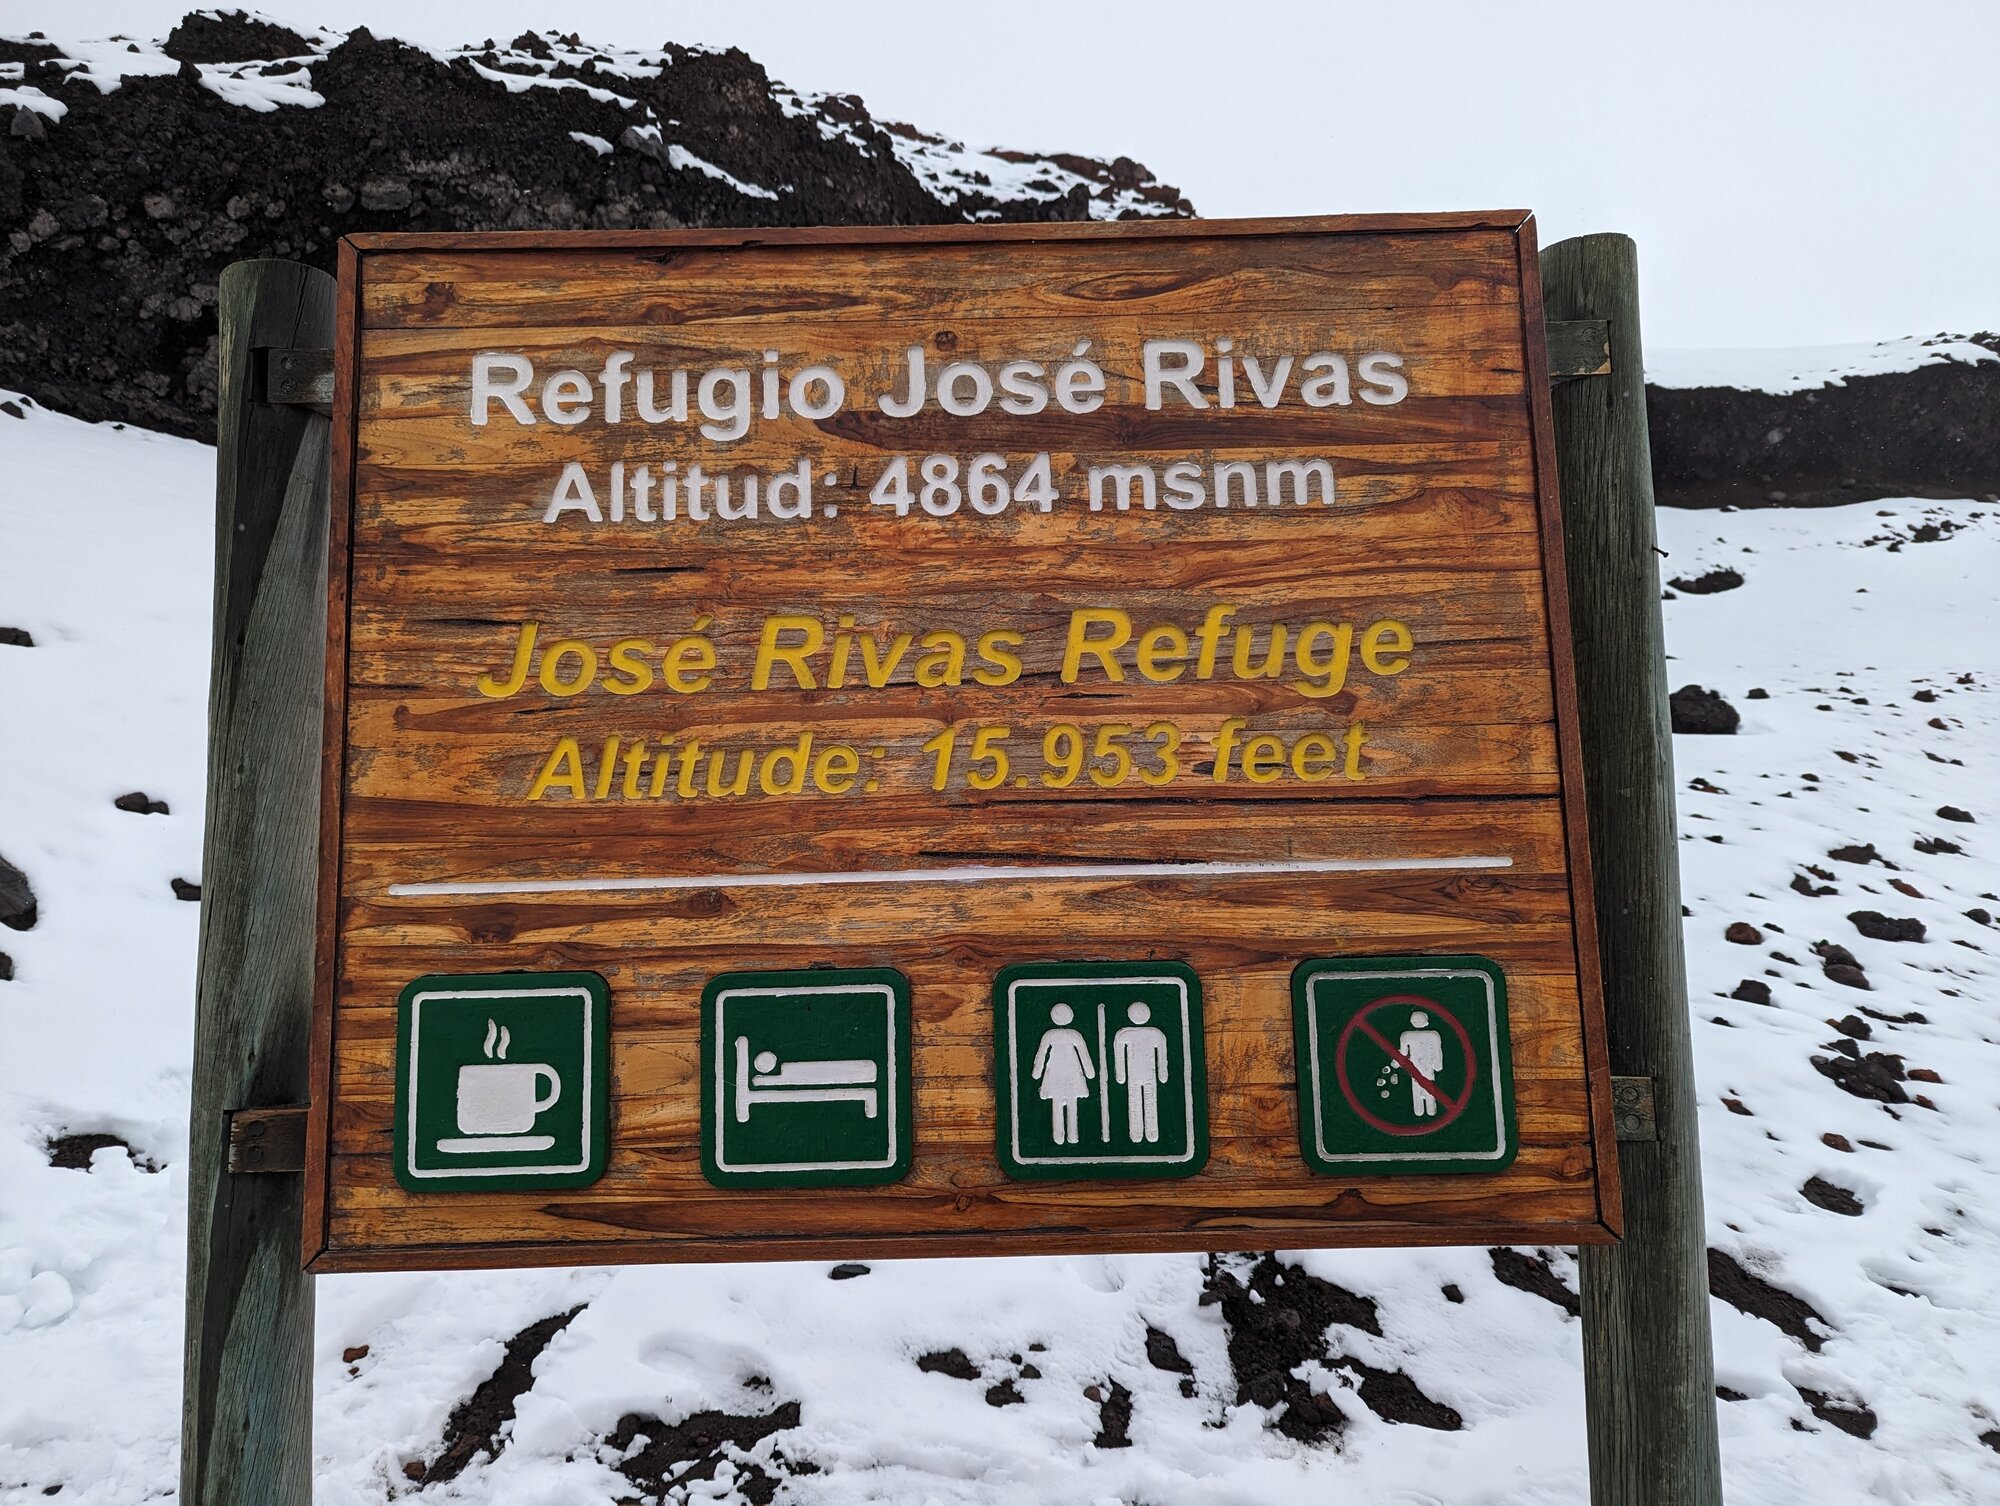 Refugio José Rivas
Altitud: 4864 msnm
José Rivas Refuge
Altitude: 15.953 feet